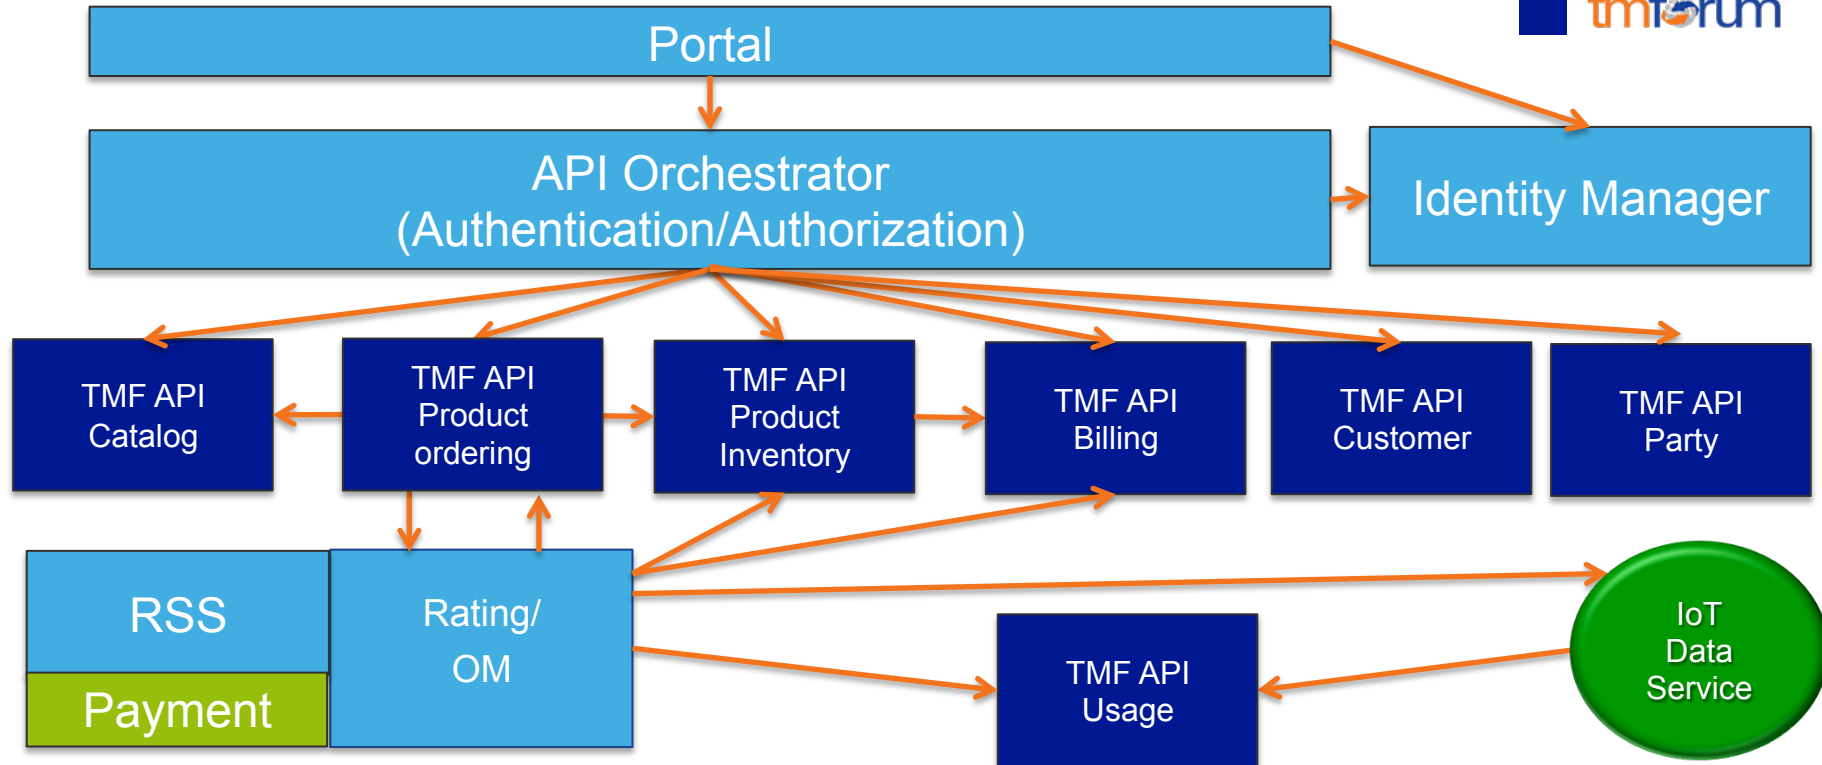 tmforum
Portal
API Orchestrator
(Authentication/Authorization)
Identity Manager
TMF API
Catalog
TMF API
Product
ordering
TMF API
Product
Inventory
TMF API
Billing
TMF API
Customer
TMF API
Party
RSS
Payment
Rating/
OM
TMF API
Usage
IoT
Data
Service